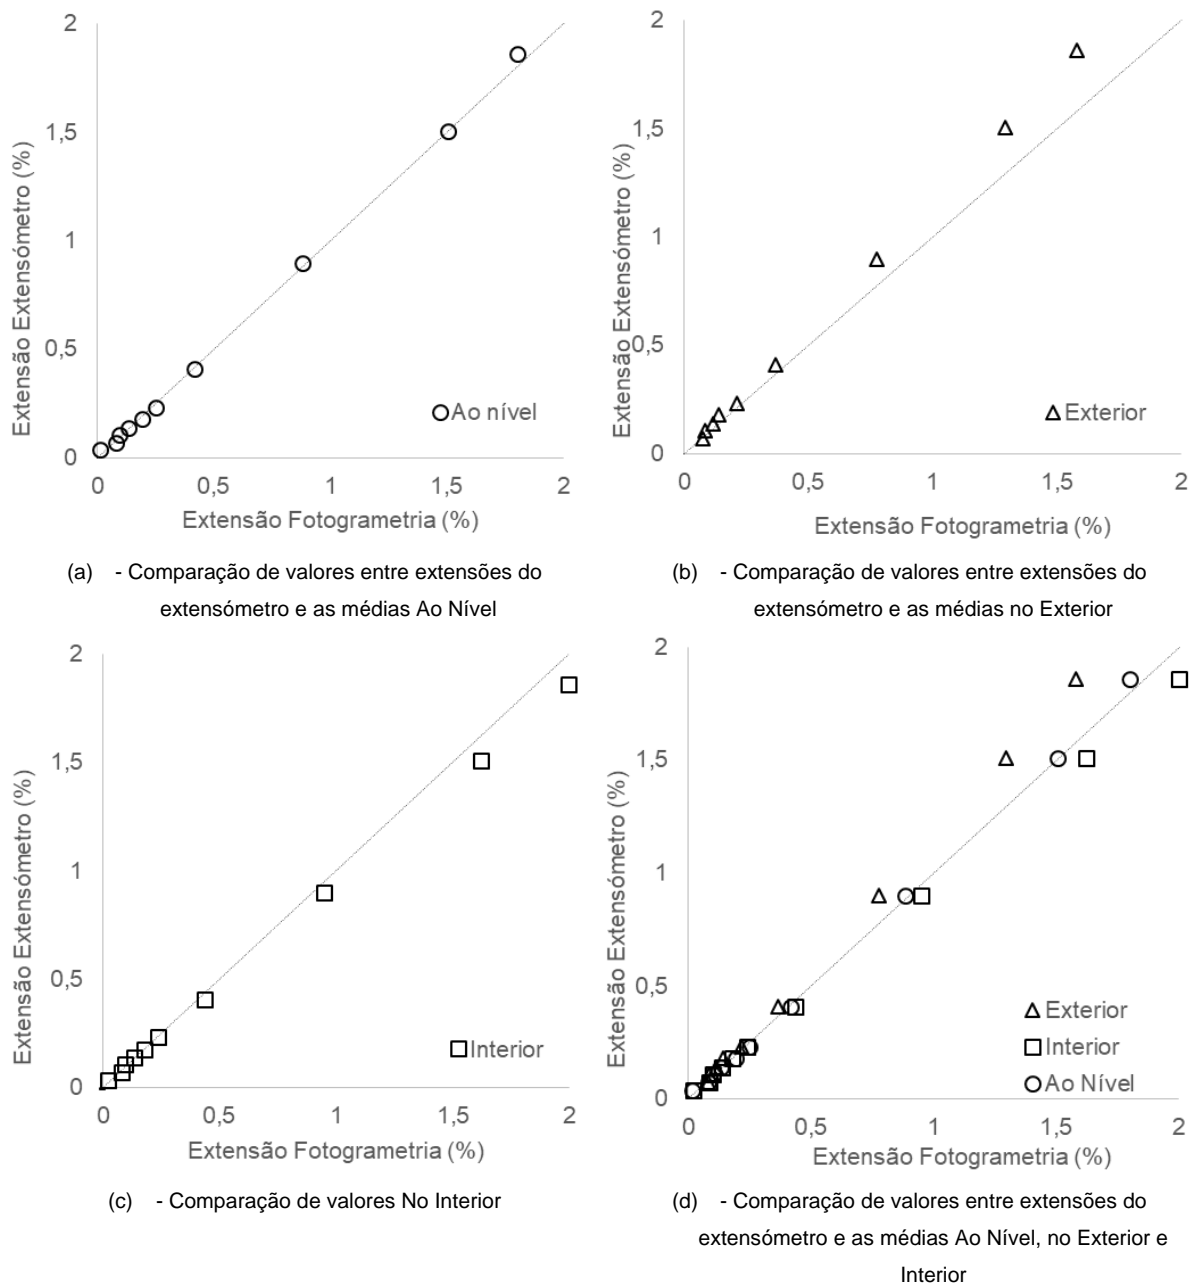 2
1,5
1
0,5
0
Extensão Extensómetro (%)
Ao nível
0 0,5 1 1,5 2
Extensão Fotogrametria (%)
(a) - Comparação de valores entre extensões do
extensómetro e as médias Ao Nível
2
1,5
1
0,5
0
Extensão Extensómetro (%)
Exterior
0 0,5 1 1,5 2
Extensão Fotogrametria (%)
(b) - Comparação de valores entre extensões do
extensómetro e as médias no Exterior
2
1,5
1
0,5
0
Extensão Extensómetro (%)
Interior
0 0,5 1 1,5 2
Extensão Fotogrametria (%)
(c) - Comparação de valores No Interior
2
1,5
1
0,5
0
Extensão Extensómetro (%)
Exterior
Interior
Ao Nível
0 0,5 1 1,5 2
Extensão Fotogrametria (%)
(d) - Comparação de valores entre extensões do
extensómetro e as médias Ao Nível, no Exterior e
Interior